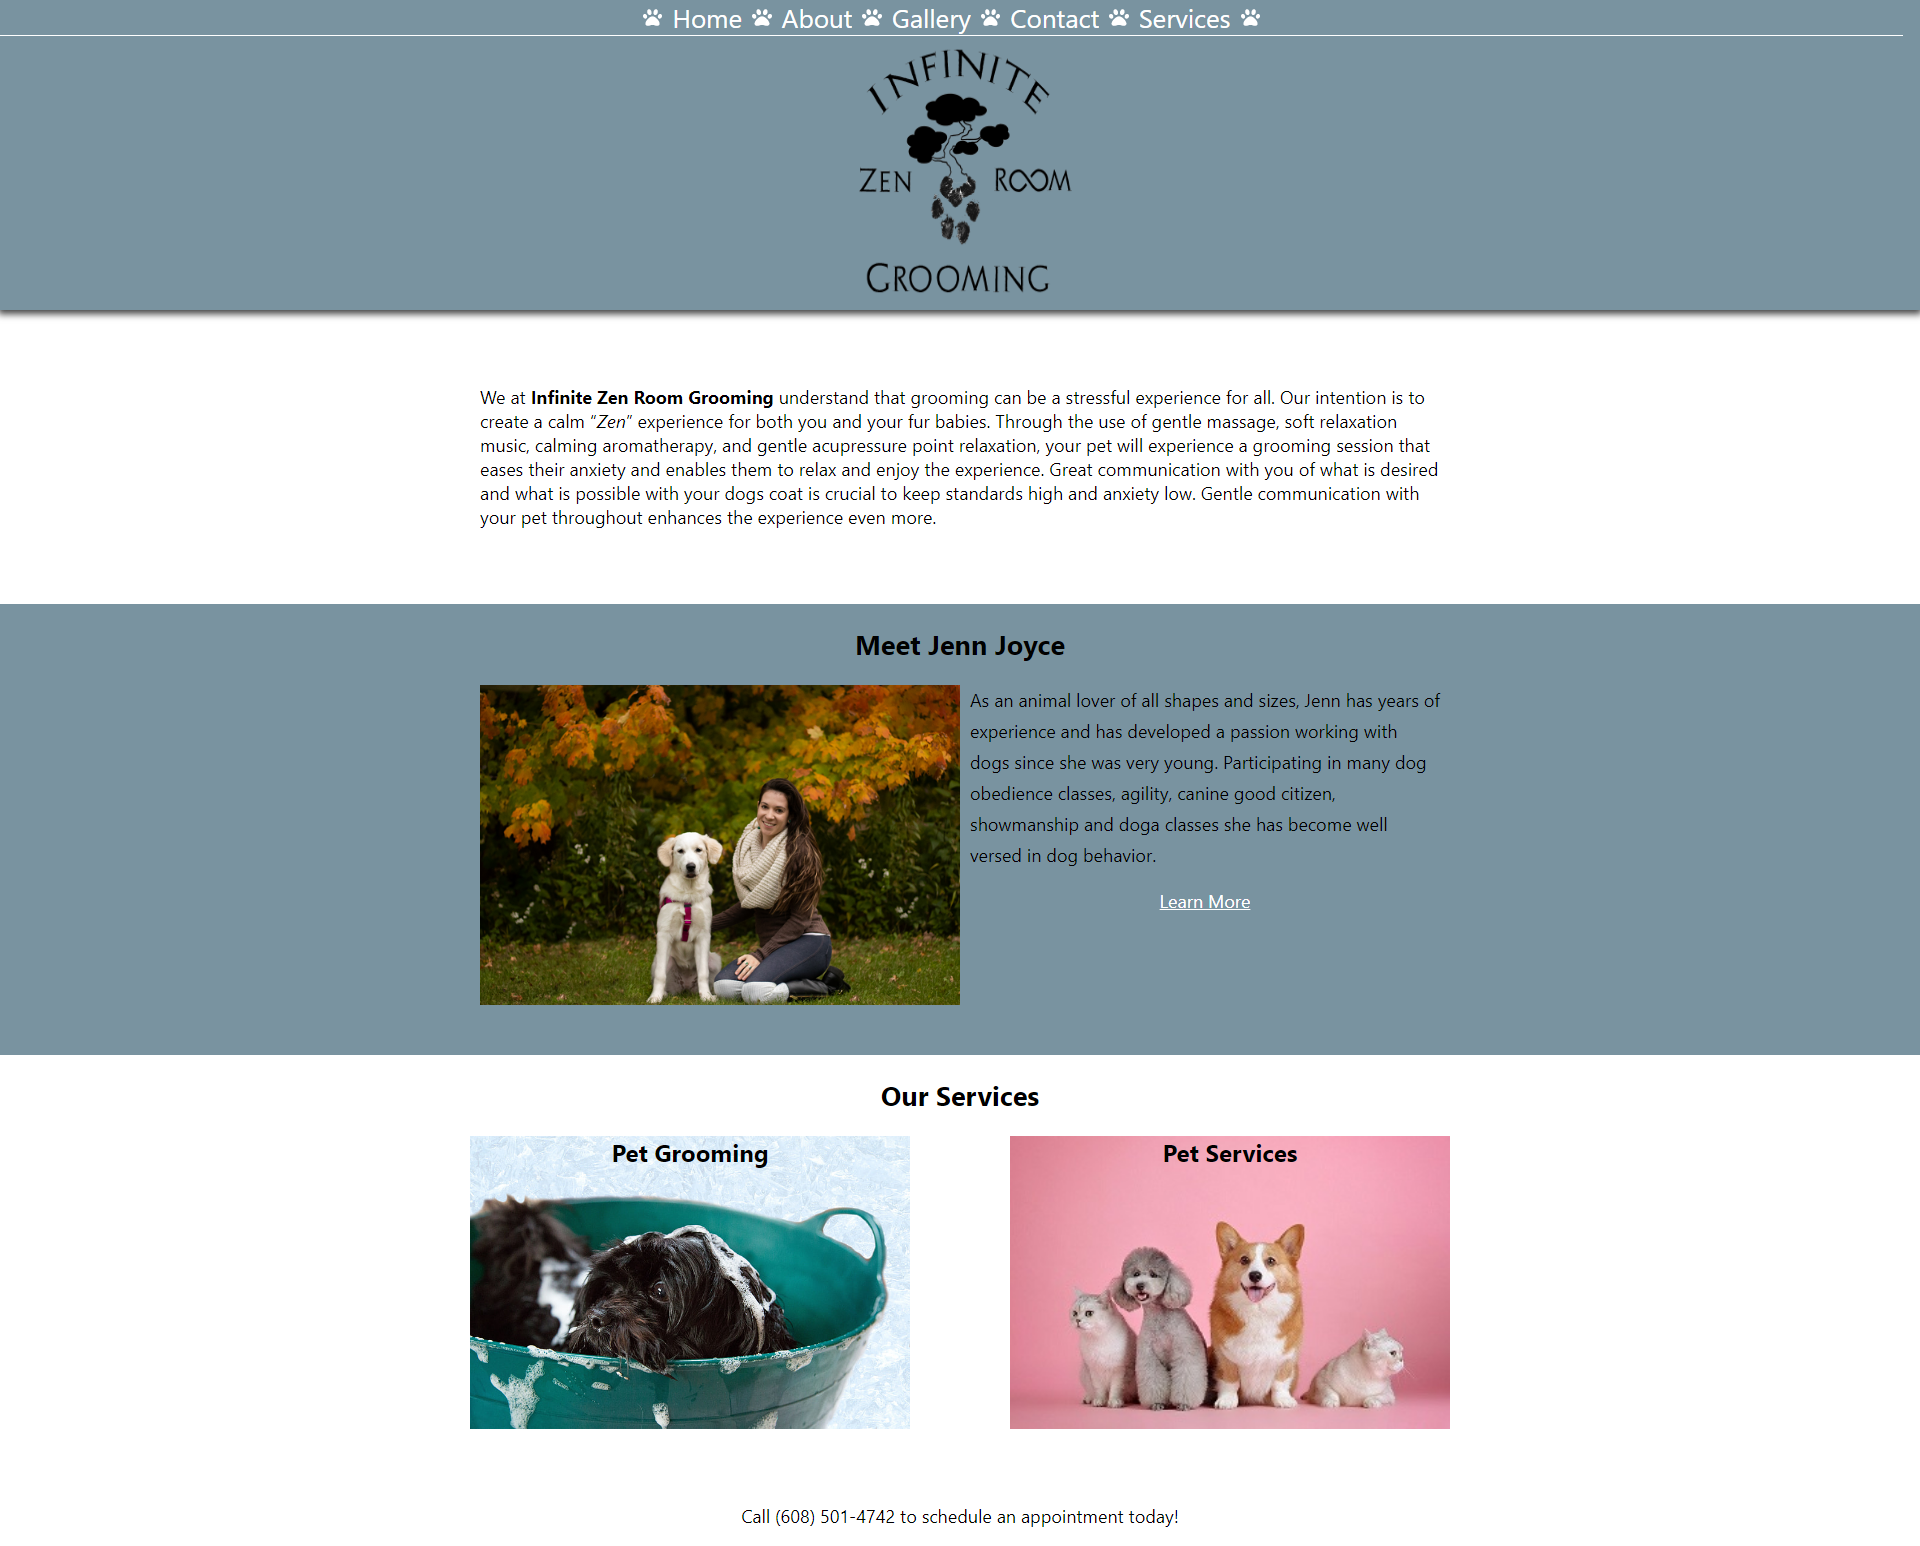 Home About Gallery Contact Services
INFINITE
ZEN ROOM
GROOMING
We at Infinite Zen Room Grooming understand that grooming can be a stressful experience for all. Our intention is to
create a calm “Zen” experience for both you and your fur babies. Through the use of gentle massage, soft relaxation
music, calming aromatherapy, and gentle acupressure point relaxation, your pet will experience a grooming session that
eases their anxiety and enables them to relax and enjoy the experience. Great communication with you of what is desired
and what is possible with your dogs coat is crucial to keep standards high and anxiety low. Gentle communication with
your pet throughout enhances the experience even more.
Meet Jenn Joyce
As an animal lover of all shapes and sizes, Jenn has years of
experience and has developed a passion working with
dogs since she was very young. Participating in many dog
obedience classes, agility, canine good citizen,
showmanship and doga classes she has become well
versed in dog behavior.
Learn More
Our Services
Pet Grooming
Pet Services
Call (608) 501-4742 to schedule an appointment today!